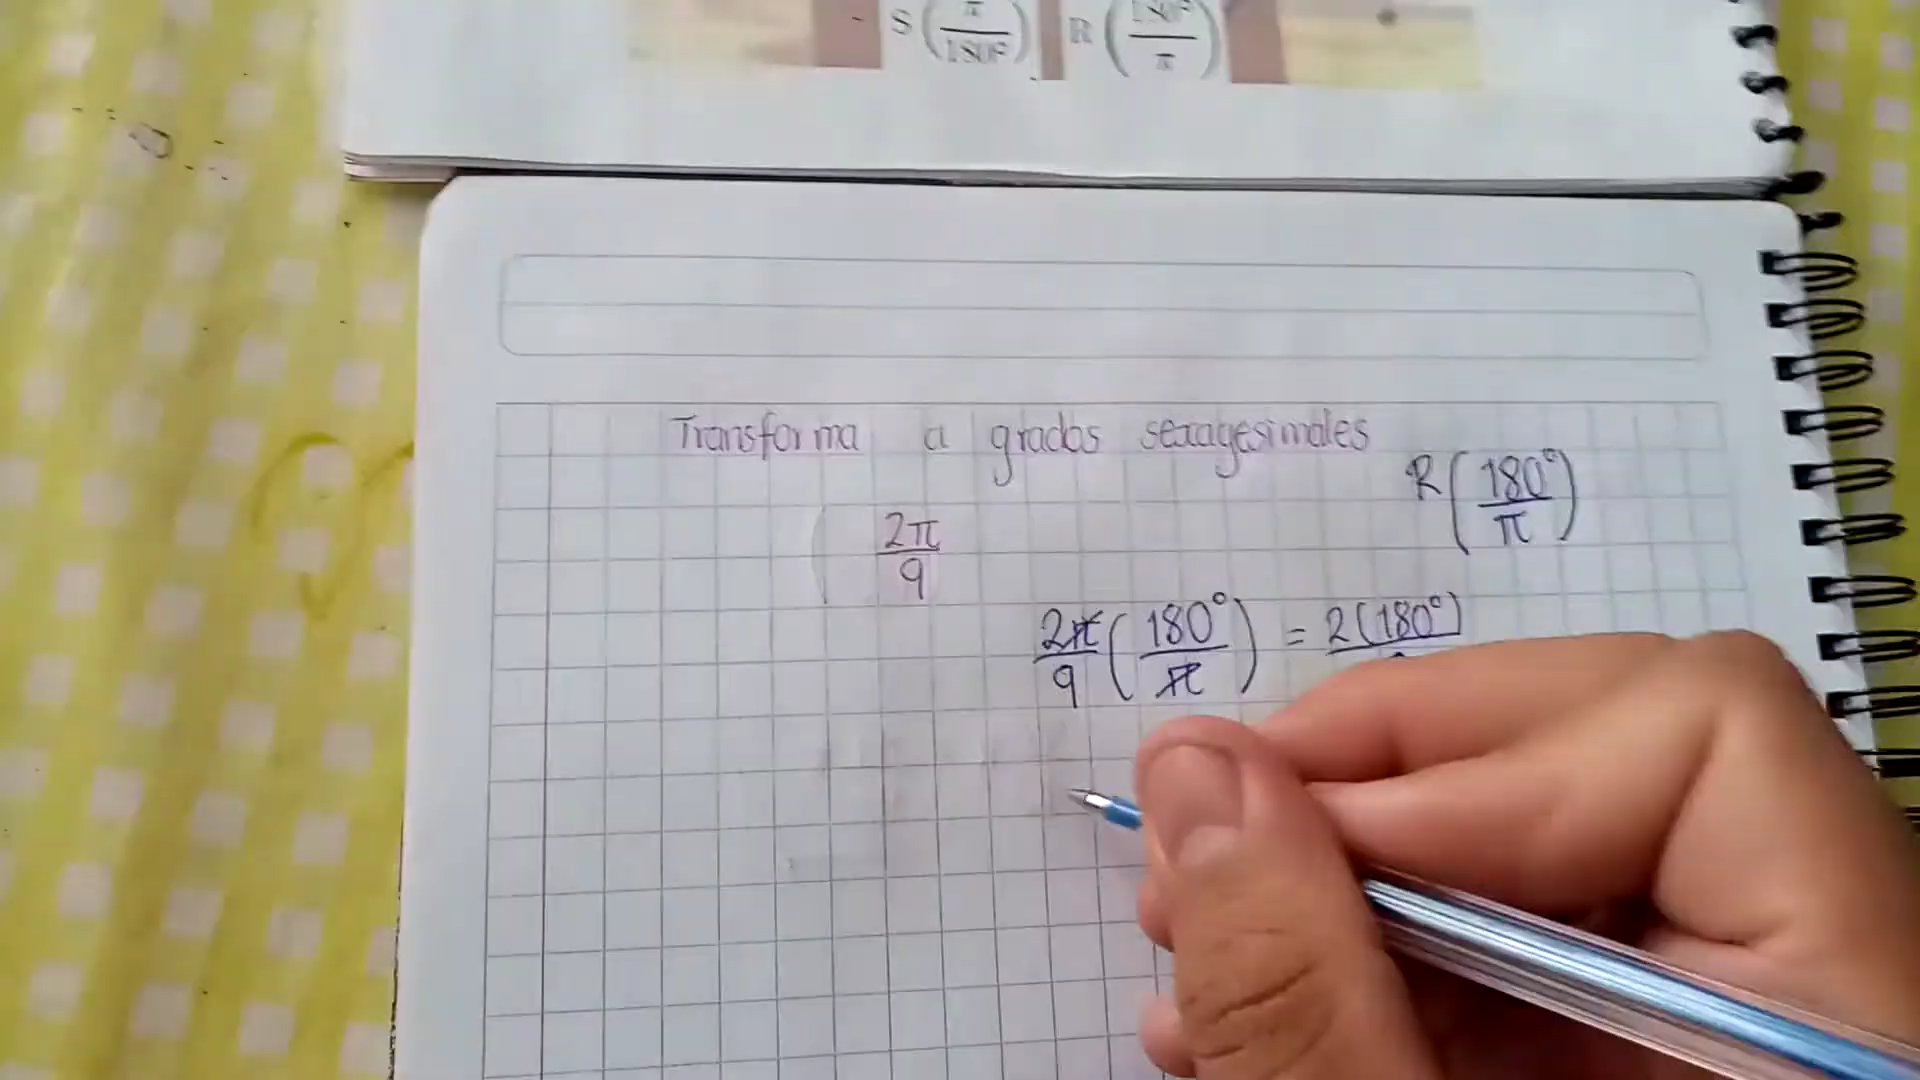 S(π/180°) R(180°/π)
Transforma a grados sexagesimales
R(180°/π)
2π/9
2π/9(180°/π) = 2(180°)/